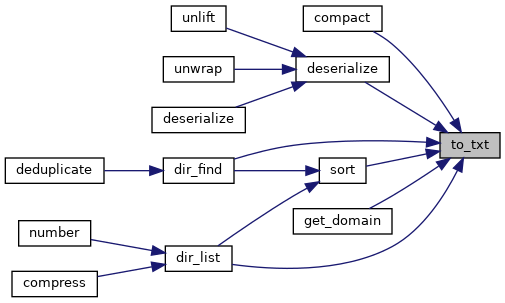 unlift
compact
unwrap
deserialize
deserialize
to_txt
deduplicate
dir_find
sort
get_domain
number
dir_list
compress